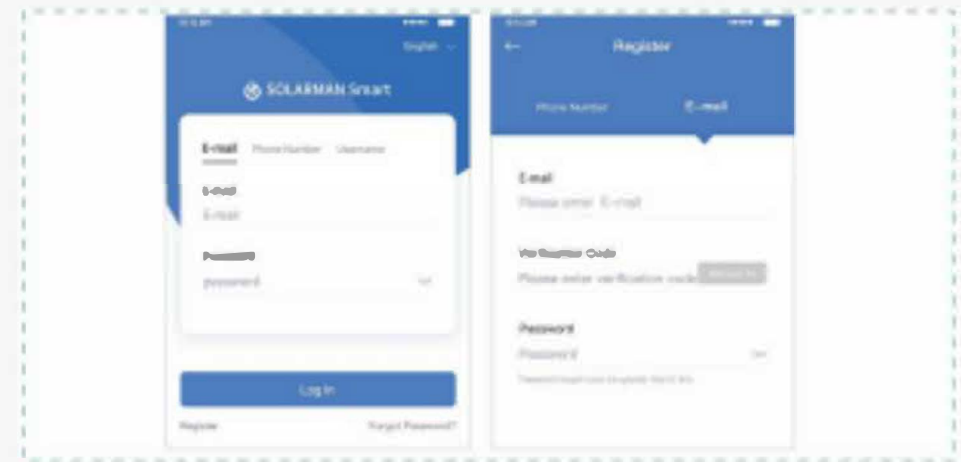 English
SOLARMAN Smart
E-mail Phone Number Username
E-mail
E-mail
Password
password
Log In
Register Forgot Password?
Register
Phone Number E-mail
E-mail
Please enter E-mail
Verification Code
Please enter verification code
Password
Password